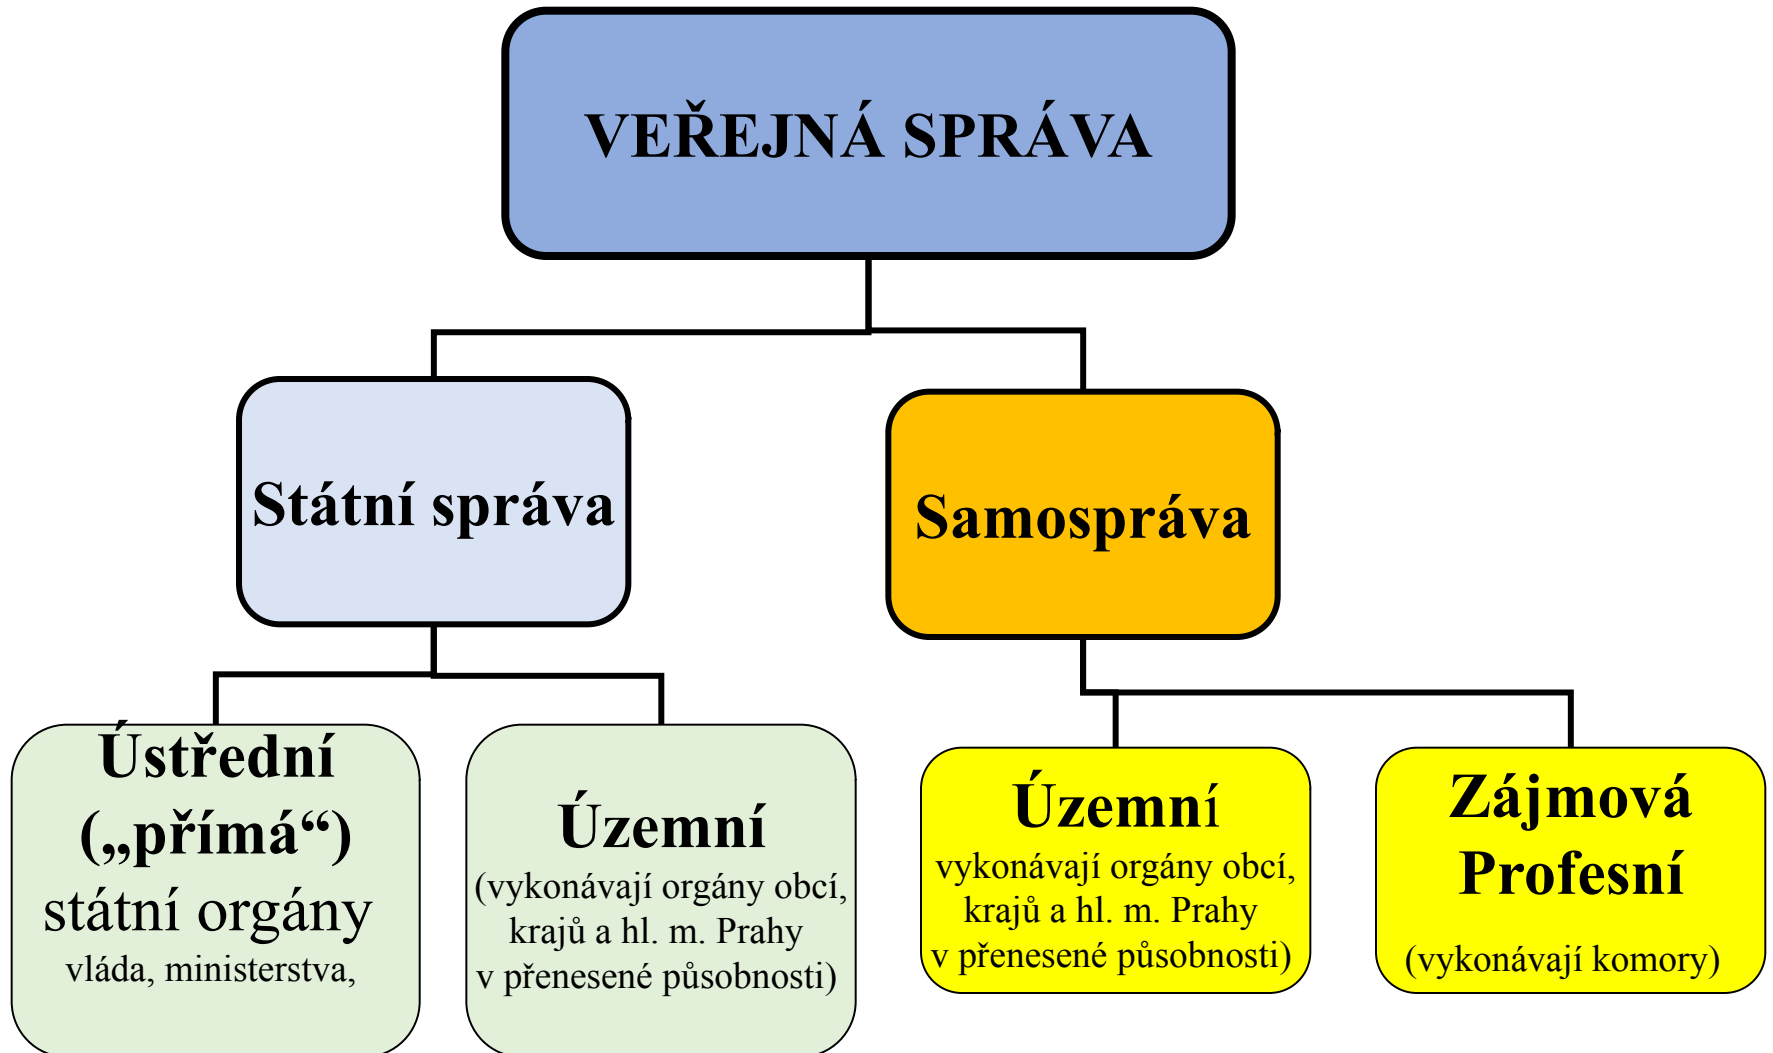 VEŘEJNÁ SPRÁVA
Státní správa
Samospráva
Ústřední
(„přímá“)
státní orgány
vláda, ministerstva,
Územní
(vykonávají orgány obcí,
krajů a hl. m. Prahy
v přenesené působnosti)
Územní
vykonávají orgány obcí,
krajů a hl. m. Prahy
v přenesené působnosti)
Zájmová
Profesní
(vykonávají komory)